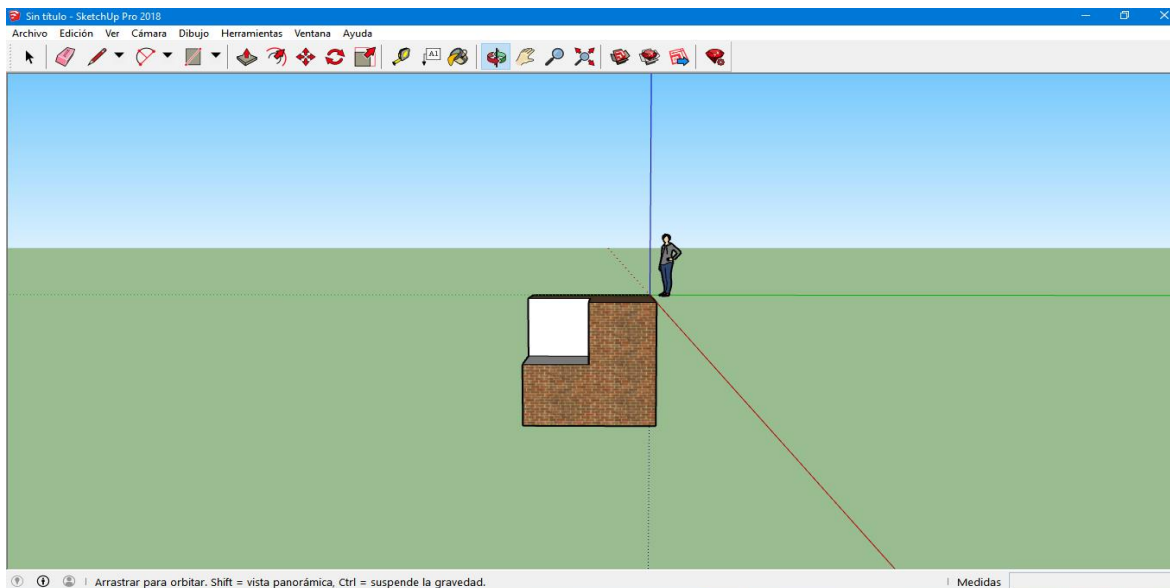 Sin título - SketchUp Pro 2018
Archivo Edición Ver Cámara Dibujo Herramientas Ventana Ayuda
A1
Arrastrar para orbitar. Shift = vista panorámica, Ctrl = suspende la gravedad.
Medidas